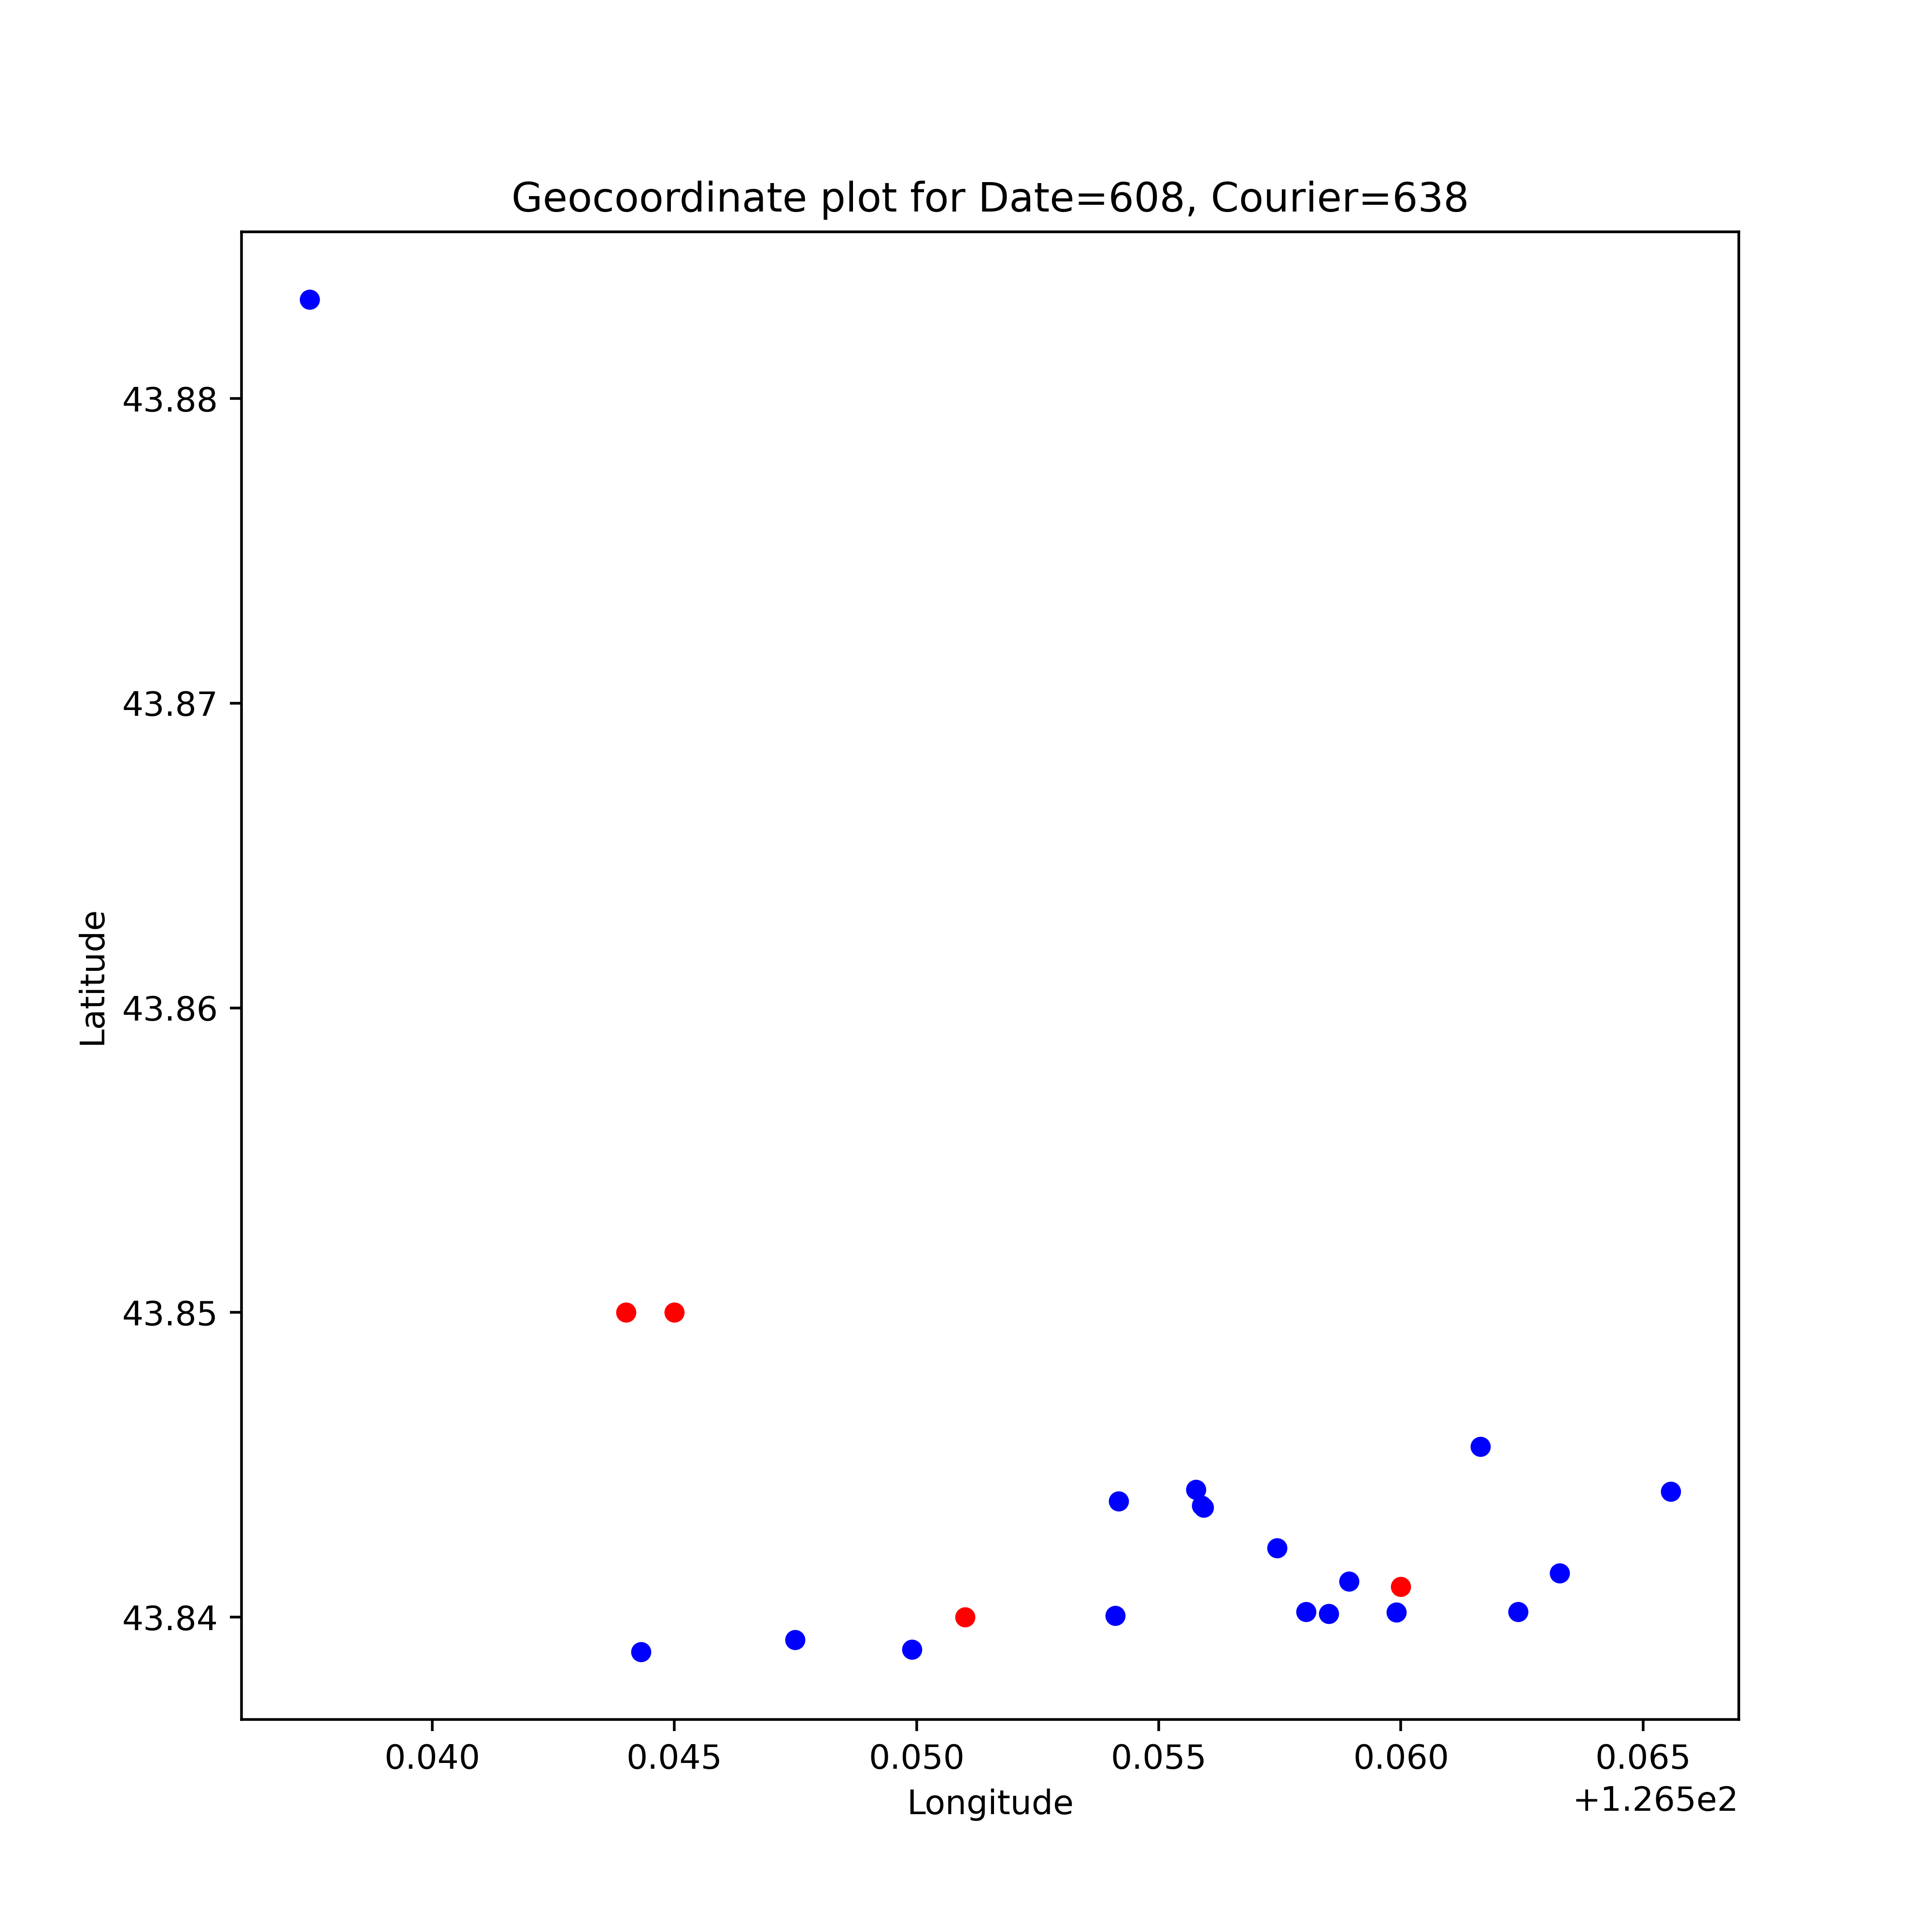 Geocoordinate plot for Date=608, Courier=638
43.88
43.87
43.86
43.85
43.84
Latitude
0.040 0.045 0.050 0.055 0.060 0.065
+1.265e2
Longitude